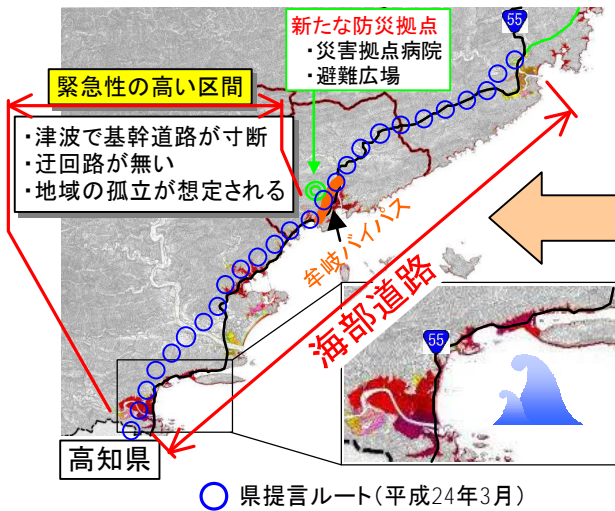 55
新たな防災拠点
・災害拠点病院
・避難広場
緊急性の高い区間
・津波で基幹道路が寸断
・迂回路が無い
・地域の孤立が想定される
牟岐バイパス
海部道路
55
高知県
県提言ルート(平成24年3月)